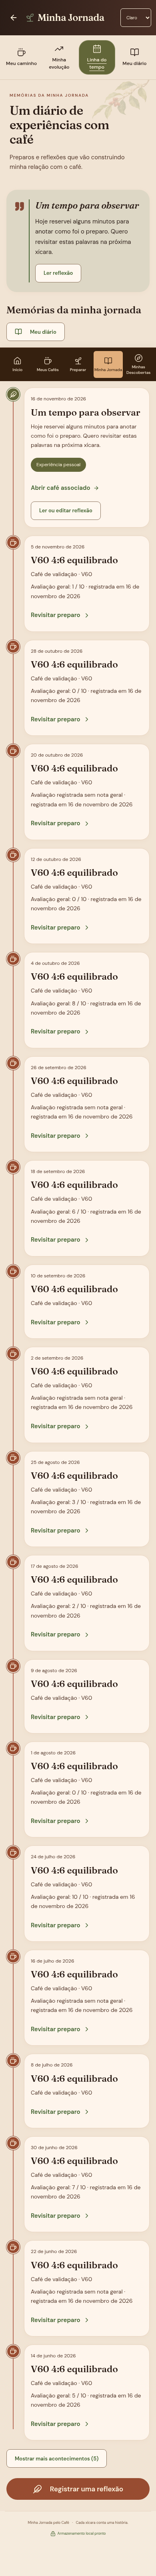 Minha Jornada
Claro
Meu caminho
Minha evolução
Linha do tempo
Meu diário
MEMÓRIAS DA MINHA JORNADA
Um diário de
experiências com
café
Preparos e reflexões que vão construindo
minha relação com o café.
Um tempo para observar
Hoje reservei alguns minutos para
anotar como foi o preparo. Quero
revisitar estas palavras na próxima
xícara.
Ler reflexão
Memórias da minha jornada
Meu diário
Início
Meus Cafés
Preparar
Minha Jornada
Minhas Descobertas
16 de novembro de 2026
Um tempo para observar
Hoje reservei alguns minutos para anotar
como foi o preparo. Quero revisitar estas
palavras na próxima xícara.
Experiência pessoal
Abrir café associado →
Ler ou editar reflexão
5 de novembro de 2026
V60 4:6 equilibrado
Café de validação · V60
Avaliação geral: 1 / 10 · registrada em 16 de
novembro de 2026
Revisitar preparo
28 de outubro de 2026
V60 4:6 equilibrado
Café de validação · V60
Avaliação geral: 0 / 10 · registrada em 16 de
novembro de 2026
Revisitar preparo
20 de outubro de 2026
V60 4:6 equilibrado
Café de validação · V60
Avaliação registrada sem nota geral ·
registrada em 16 de novembro de 2026
Revisitar preparo
12 de outubro de 2026
V60 4:6 equilibrado
Café de validação · V60
Avaliação geral: 0 / 10 · registrada em 16 de
novembro de 2026
Revisitar preparo
4 de outubro de 2026
V60 4:6 equilibrado
Café de validação · V60
Avaliação geral: 8 / 10 · registrada em 16 de
novembro de 2026
Revisitar preparo
26 de setembro de 2026
V60 4:6 equilibrado
Café de validação · V60
Avaliação registrada sem nota geral ·
registrada em 16 de novembro de 2026
Revisitar preparo
18 de setembro de 2026
V60 4:6 equilibrado
Café de validação · V60
Avaliação geral: 6 / 10 · registrada em 16 de
novembro de 2026
Revisitar preparo
10 de setembro de 2026
V60 4:6 equilibrado
Café de validação · V60
Revisitar preparo
2 de setembro de 2026
V60 4:6 equilibrado
Café de validação · V60
Avaliação registrada sem nota geral ·
registrada em 16 de novembro de 2026
Revisitar preparo
25 de agosto de 2026
V60 4:6 equilibrado
Café de validação · V60
Avaliação geral: 3 / 10 · registrada em 16 de
novembro de 2026
Revisitar preparo
17 de agosto de 2026
V60 4:6 equilibrado
Café de validação · V60
Avaliação geral: 2 / 10 · registrada em 16 de
novembro de 2026
Revisitar preparo
9 de agosto de 2026
V60 4:6 equilibrado
Café de validação · V60
Revisitar preparo
1 de agosto de 2026
V60 4:6 equilibrado
Café de validação · V60
Avaliação geral: 0 / 10 · registrada em 16 de
novembro de 2026
Revisitar preparo
24 de julho de 2026
V60 4:6 equilibrado
Café de validação · V60
Avaliação geral: 10 / 10 · registrada em 16
de novembro de 2026
Revisitar preparo
16 de julho de 2026
V60 4:6 equilibrado
Café de validação · V60
Avaliação registrada sem nota geral ·
registrada em 16 de novembro de 2026
Revisitar preparo
8 de julho de 2026
V60 4:6 equilibrado
Café de validação · V60
Revisitar preparo
30 de junho de 2026
V60 4:6 equilibrado
Café de validação · V60
Avaliação geral: 7 / 10 · registrada em 16 de
novembro de 2026
Revisitar preparo
22 de junho de 2026
V60 4:6 equilibrado
Café de validação · V60
Avaliação registrada sem nota geral ·
registrada em 16 de novembro de 2026
Revisitar preparo
14 de junho de 2026
V60 4:6 equilibrado
Café de validação · V60
Avaliação geral: 5 / 10 · registrada em 16 de
novembro de 2026
Revisitar preparo
Mostrar mais acontecimentos (5)
Registrar uma reflexão
Minha Jornada pelo Café · Cada xícara conta uma história.
Armazenamento local pronto